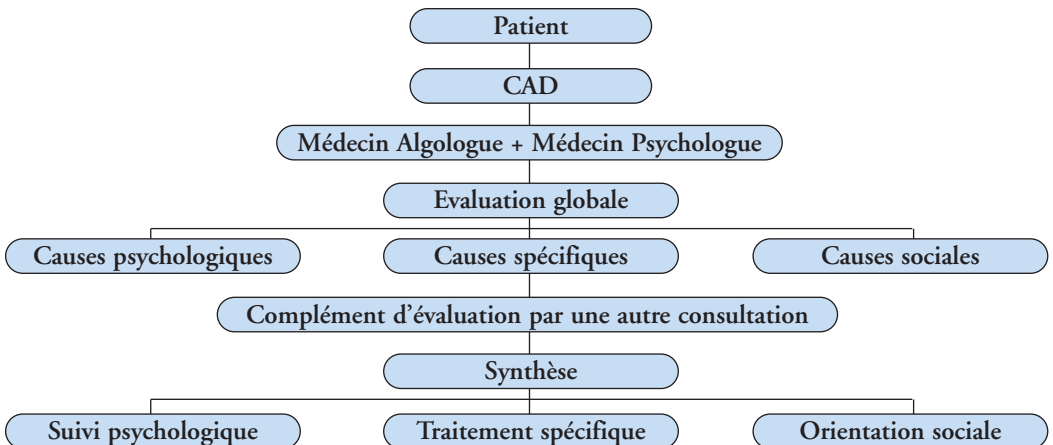 Patient
CAD
Médecin Algologue + Médecin Psychologue
Evaluation globale
Causes psychologiques
Causes spécifiques
Causes sociales
Complément d’évaluation par une autre consultation
Synthèse
Suivi psychologique
Traitement spécifique
Orientation sociale